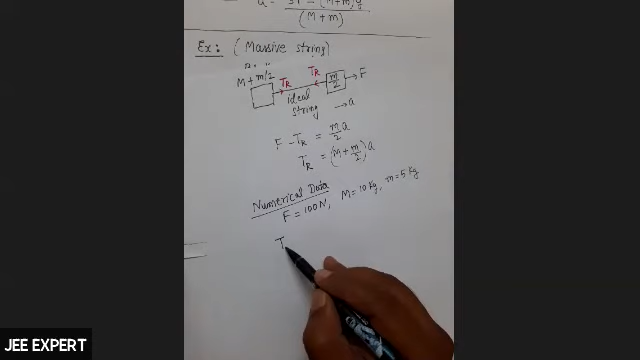 a = (M+m)
Ex: (Massive string)
M + m/2 T_R T_R m/2 → F
ideal
string → a
F - T_R = m/2 a
T_R = (M + m/2) a
Numerical Data
F = 100 N, M = 10 Kg, m = 5 Kg
T
JEE EXPERT